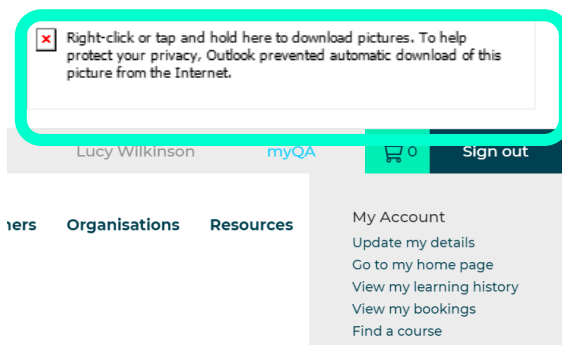 Right-click or tap and hold here to download pictures. To help
protect your privacy, Outlook prevented automatic download of this
picture from the Internet.
Lucy Wilkinson myQA 0 Sign out
Organisations Resources
My Account
Update my details
Go to my home page
View my learning history
View my bookings
Find a course